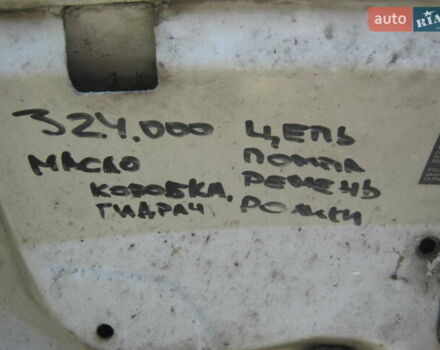 auto RIA
324.000 ЦЕПЬ
МАСЛО ПОМПА
КОРОБКА, РЕМЕНЬ
ГИДРАЧ РОЛИКИ